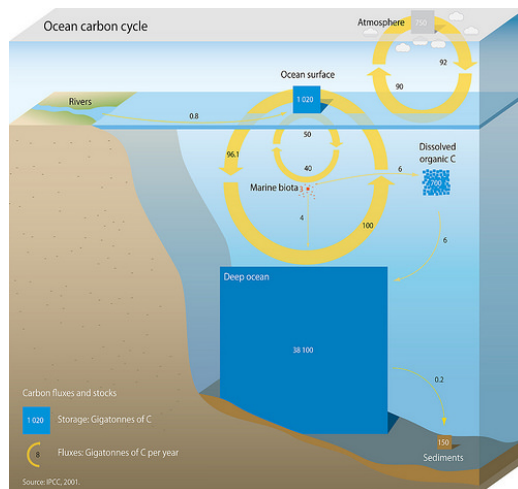 Ocean carbon cycle
Atmosphere
750
92
90
Ocean surface
1 020
Rivers
0.8
50
40
96.1
100
Marine biota
3
4
6
Dissolved
organic C
700
6
Deep ocean
38 100
0.2
150
Sediments
Carbon fluxes and stocks
1 020
Storage: Gigatonnes of C
8
Fluxes: Gigatonnes of C per year
Source: IPCC, 2001.